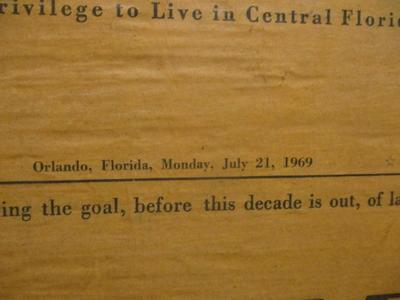 rivilege to Live in Central Flori
Orlando, Florida, Monday, July 21, 1969
ing the goal, before this decade is out, of la